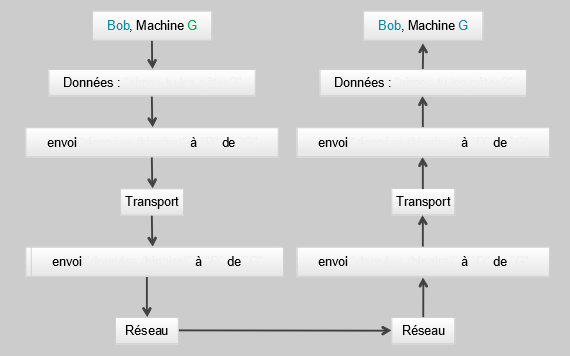 Bob, Machine G
Données :
envoi à de
Transport
envoi à de
Réseau
Bob, Machine G
Données :
envoi à de
Transport
envoi à de
Réseau